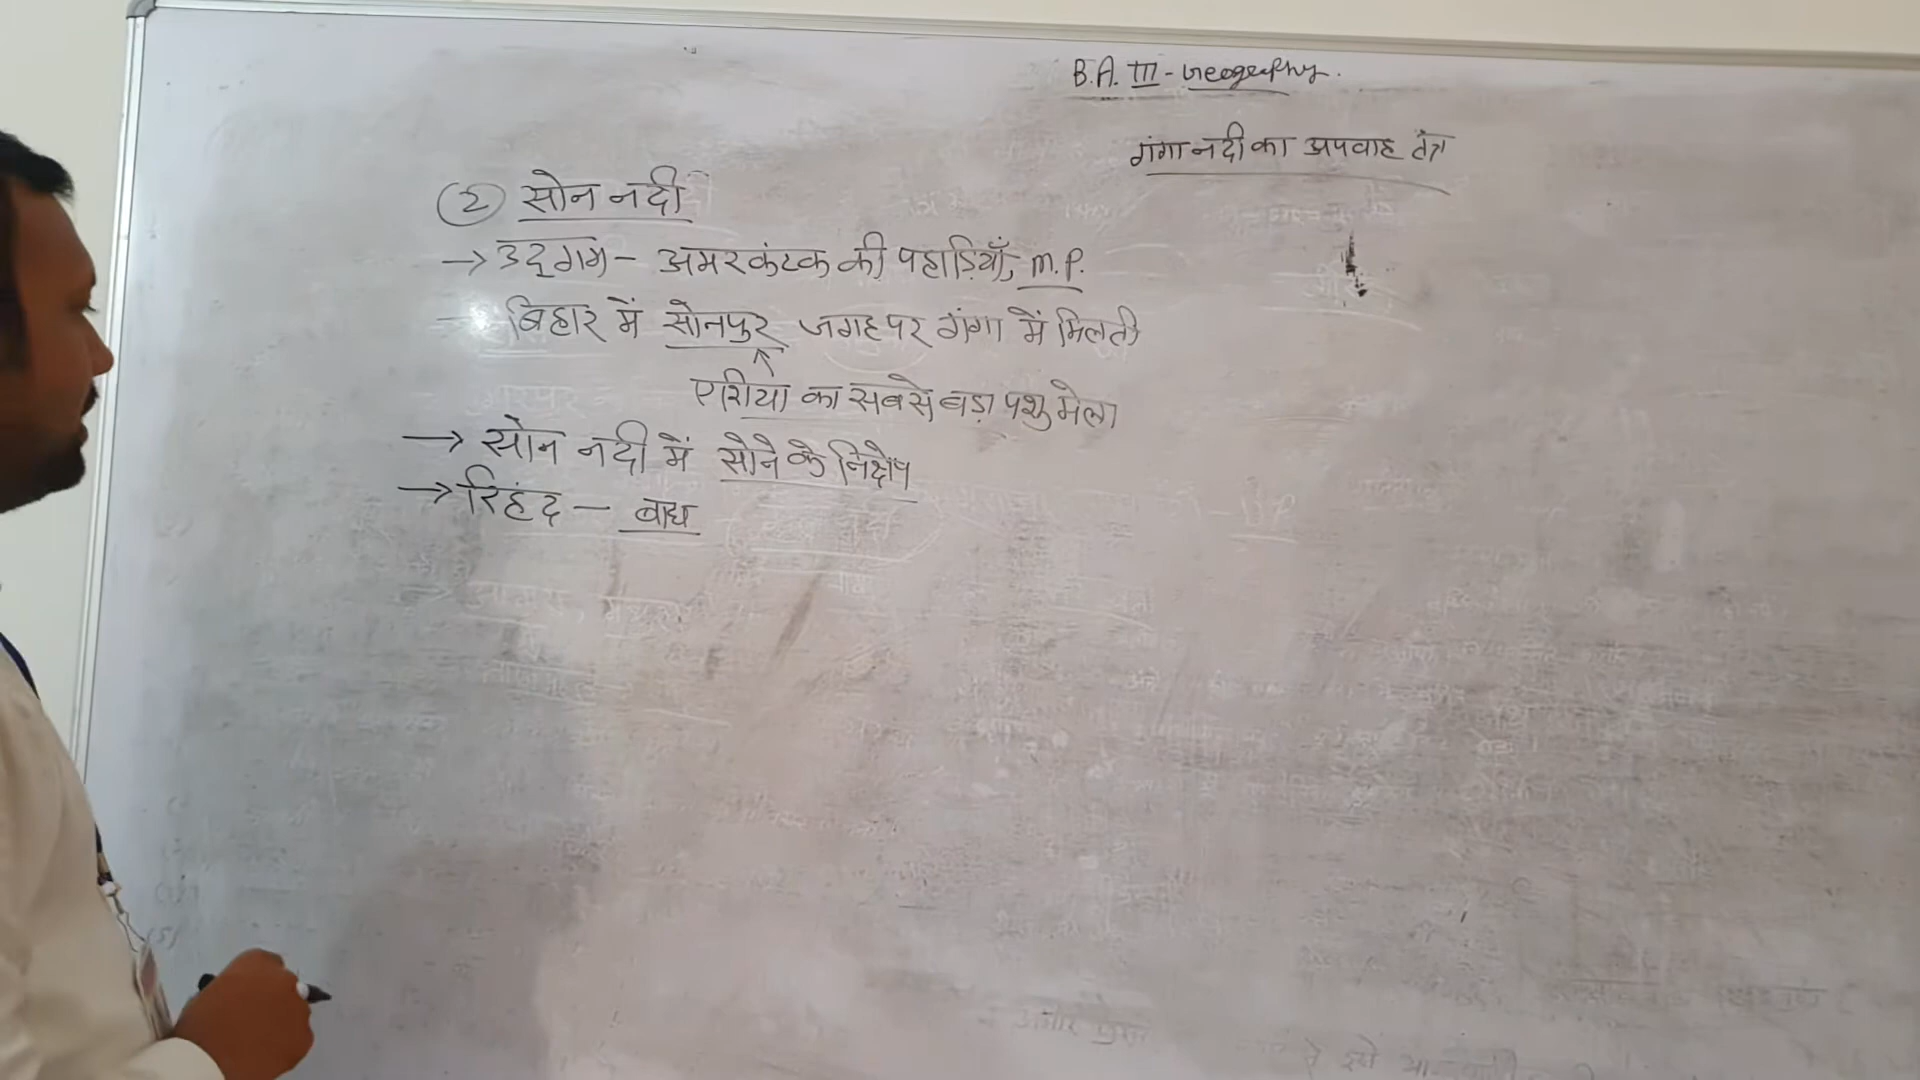 B.A. III - Geography.
गंगा नदी का अपवाह तंत्र
(2) सोन नदी
→ उद्गम - अमरकंटक की पहाड़ियाँ, M.P.
बिहार में सोनपुर जगह पर गंगा में मिलती
↑
एशिया का सबसे बड़ा पशु मेला
→ सोन नदी में सोने के निक्षेप
→ रिहंद - बाध